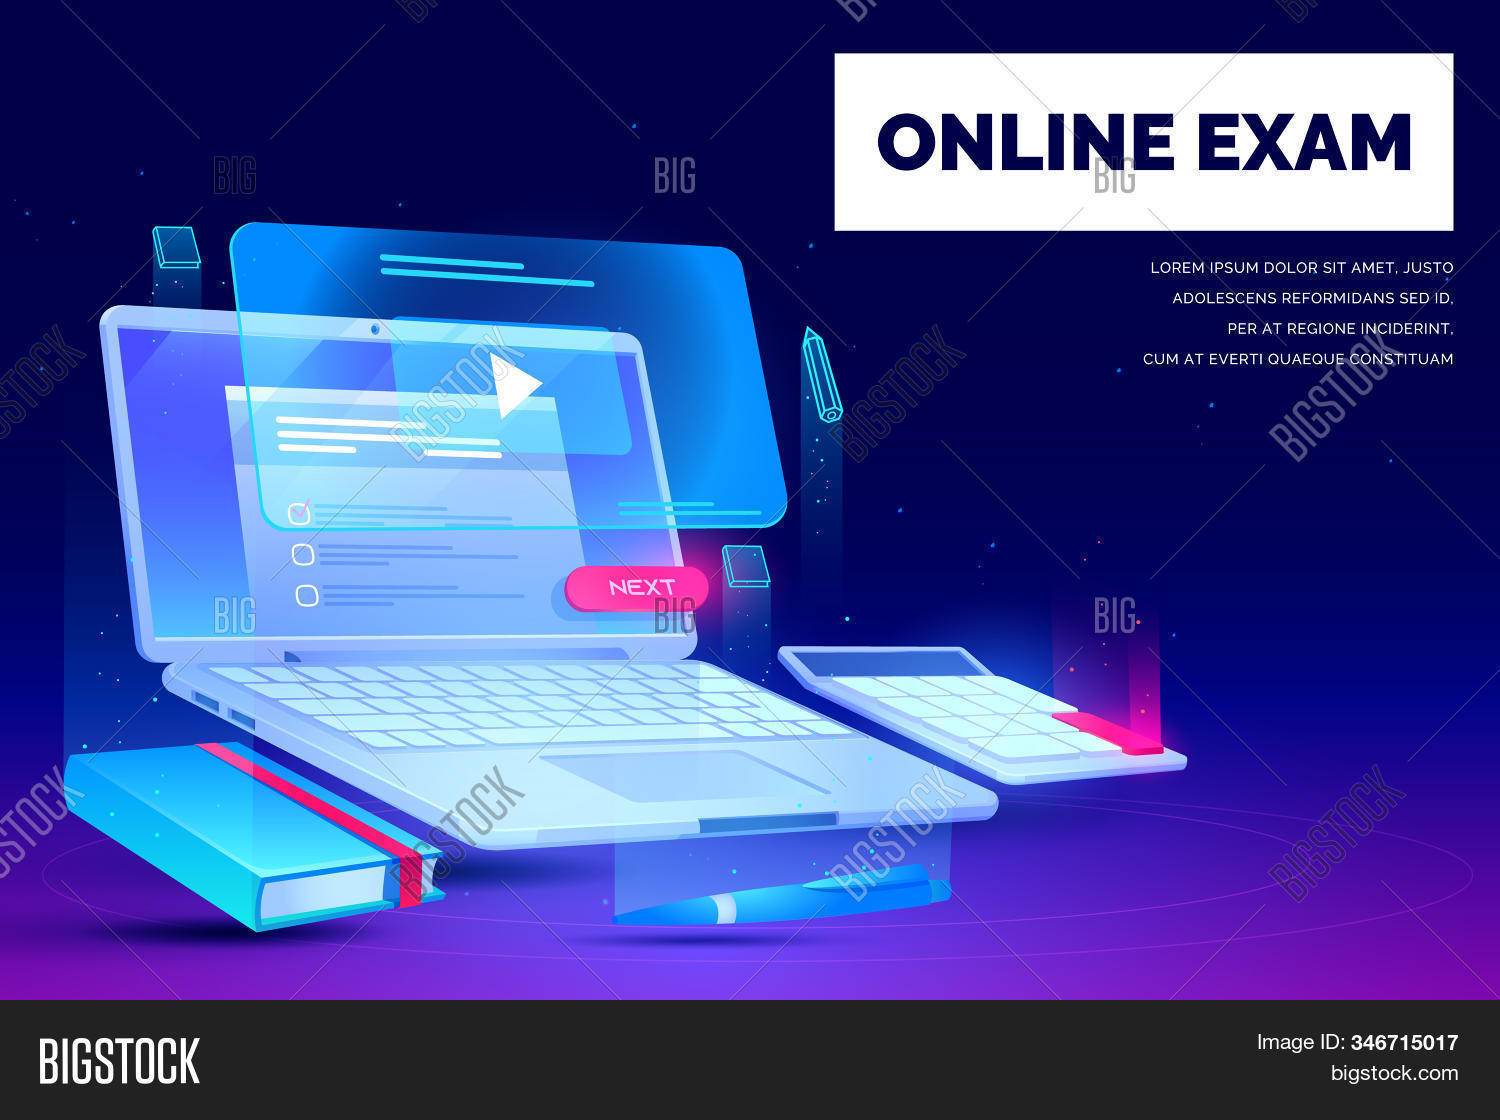 ONLINE EXAM
LOREM IPSUM DOLOR SIT AMET, JUSTO
ADOLESCENS REFORMIDANS SED ID,
PER AT REGIONE INCIDERINT,
CUM AT EVERTI QUAEQUE CONSTITUAM
NEXT
BIG
BIG
BIG
BIG
BIG
BIGSTOCK
BIGSTOCK
BIGSTOCK
BIGSTOCK
BIGSTOCK
BIGSTOCK
BIGSTOCK
BIGSTOCK
BIGSTOCK
Image ID: 346715017
bigstock.com